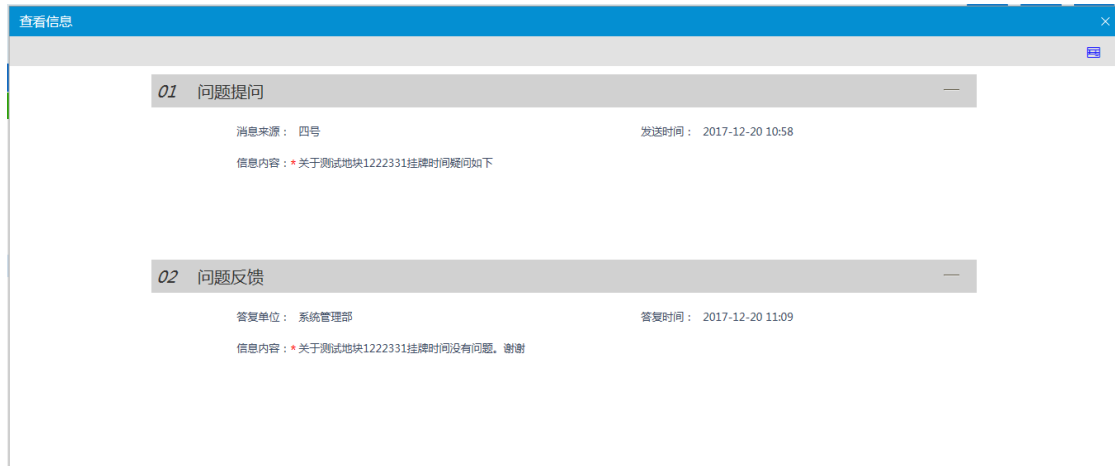 查看信息
01 问题提问
消息来源： 四号 发送时间： 2017-12-20 10:58
信息内容：*关于测试地块1222331挂牌时间疑问如下
02 问题反馈
答复单位： 系统管理部 答复时间： 2017-12-20 11:09
信息内容：*关于测试地块1222331挂牌时间没有问题。谢谢